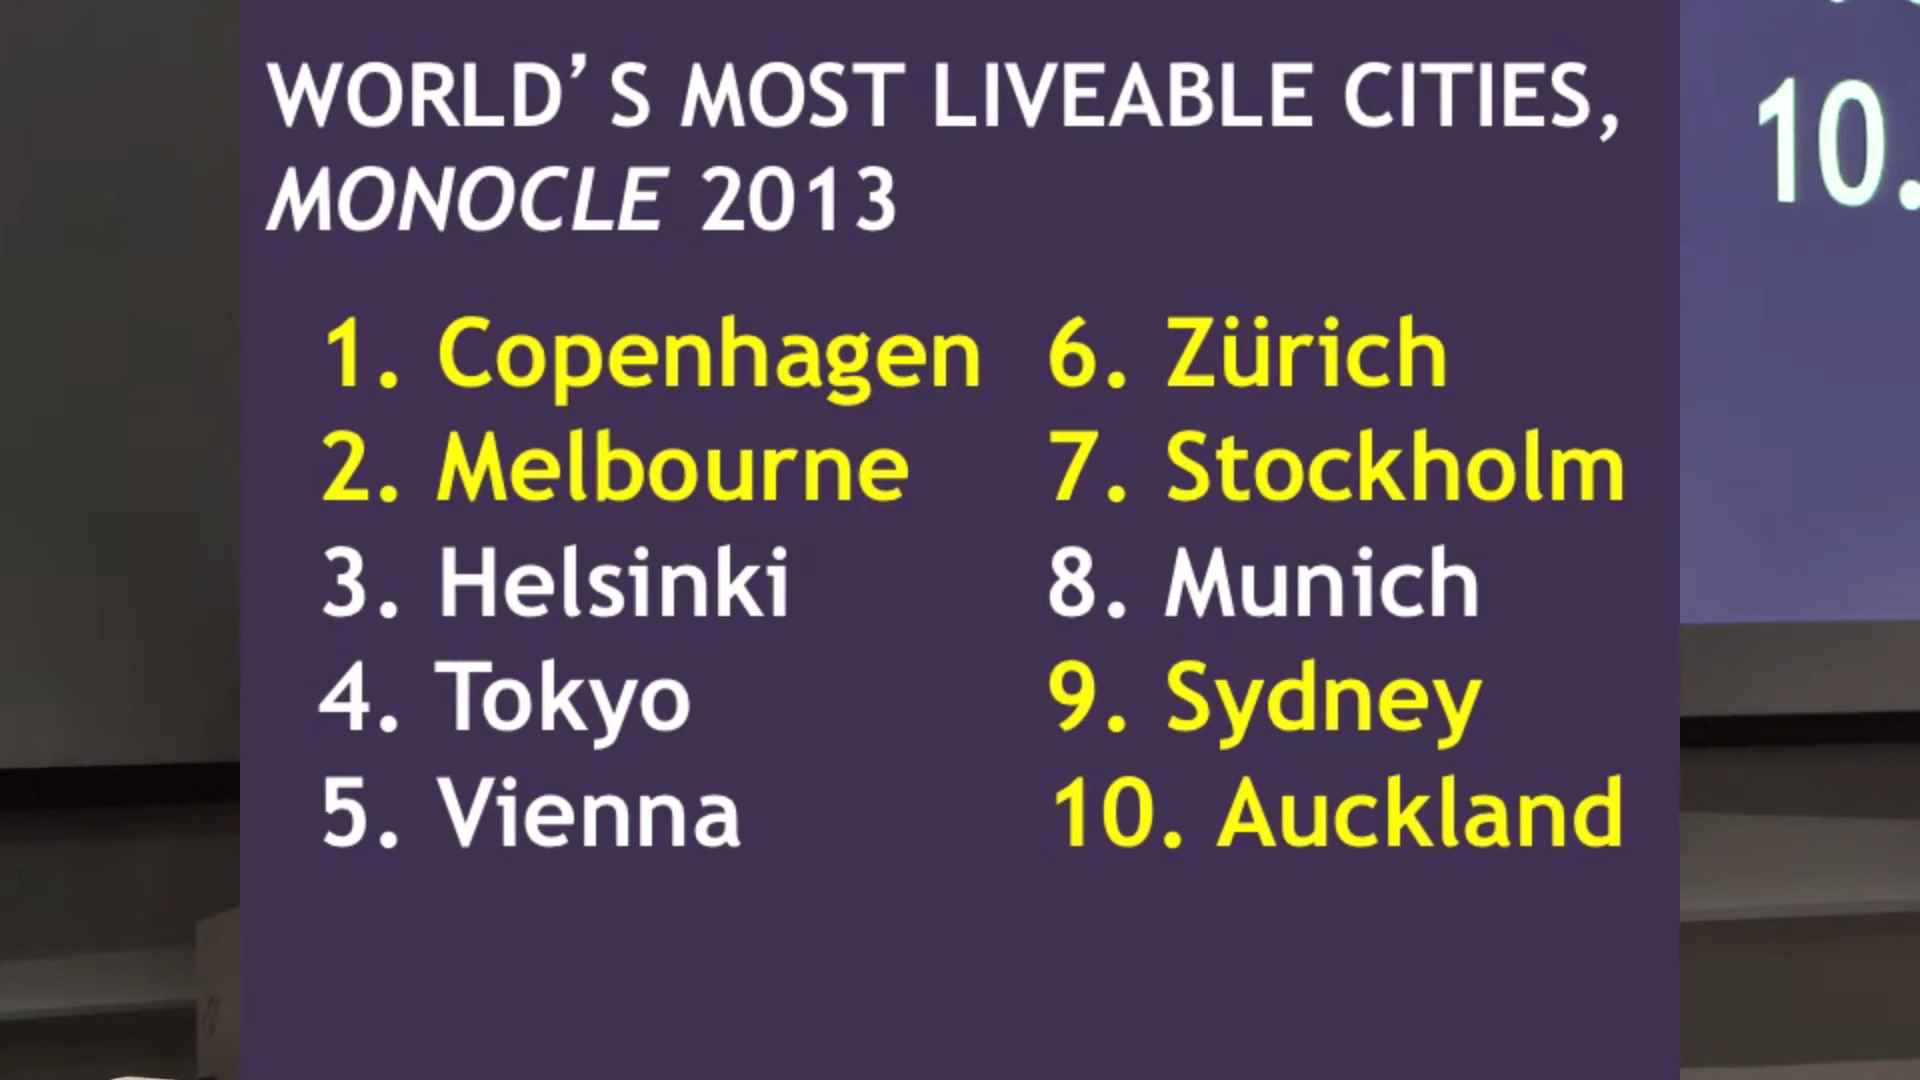 WORLD’S MOST LIVEABLE CITIES,
MONOCLE 2013
1. Copenhagen
2. Melbourne
3. Helsinki
4. Tokyo
5. Vienna
6. Zürich
7. Stockholm
8. Munich
9. Sydney
10. Auckland
10.